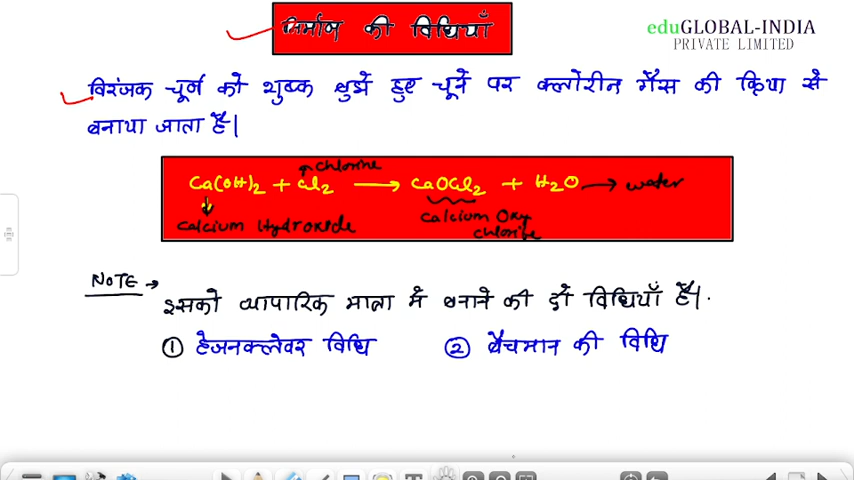 निर्माण की विधियाँ
eduGLOBAL-INDIA
PRIVATE LIMITED
विरंजक चूर्ण को शुष्क बुझे हुए चूने पर क्लोरीन गैस की क्रिया से
बनाया जाता है|
chlorine
Ca(OH)2 + Cl2 → CaOCl2 + H2O → water
Calcium Hydroxide
Calcium Oxy
chlorine
NOTE →
इसको व्यापारिक मात्रा में बनाने की दो विधियाँ हैं|
① हेजनक्लेवर विधि ② बैचमान की विधि